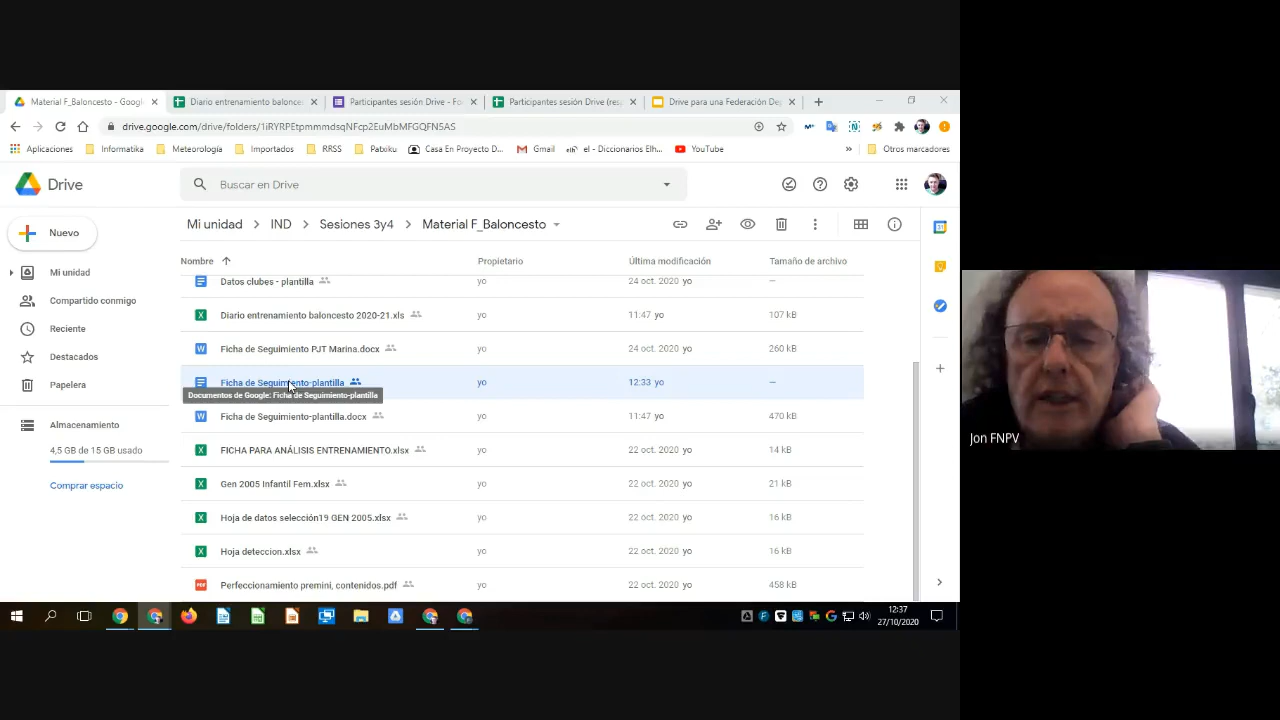 Material F_Baloncesto - Google
Diario entrenamiento balonces
Participantes sesión Drive - Fo
Participantes sesión Drive (res
Drive para una Federación De
drive.google.com/drive/folders/1iRYRPEtpmmmdsqNFcp2EuMbMFGQFN5AS
Aplicaciones
Informatika
Meteorología
Importados
RRSS
Patxiku
Casa En Proyecto D...
Gmail
el - Diccionarios Elh...
YouTube
»
Otros marcadores
Drive
Buscar en Drive
Nuevo
Mi unidad
Compartido conmigo
Reciente
Destacados
Papelera
Almacenamiento
4,5 GB de 15 GB usado
Comprar espacio
Mi unidad > IND > Sesiones 3y4 > Material F_Baloncesto
Nombre Propietario Última modificación Tamaño de archivo
Datos clubes - plantilla yo 24 oct. 2020 yo —
Diario entrenamiento baloncesto 2020-21.xls yo 11:47 yo 107 kB
Ficha de Seguimiento PJT Marina.docx yo 24 oct. 2020 yo 260 kB
Ficha de Seguimiento-plantilla yo 12:33 yo —
Documentos de Google: Ficha de Seguimiento-plantilla
Ficha de Seguimiento-plantilla.docx yo 11:47 yo 470 kB
FICHA PARA ANÁLISIS ENTRENAMIENTO.xlsx yo 22 oct. 2020 yo 14 kB
Gen 2005 Infantil Fem.xlsx yo 22 oct. 2020 yo 21 kB
Hoja de datos selección19 GEN 2005.xlsx yo 22 oct. 2020 yo 16 kB
Hoja deteccion.xlsx yo 22 oct. 2020 yo 16 kB
Perfeccionamiento premini, contenidos.pdf yo 22 oct. 2020 yo 458 kB
12:37
27/10/2020
Jon FNPV